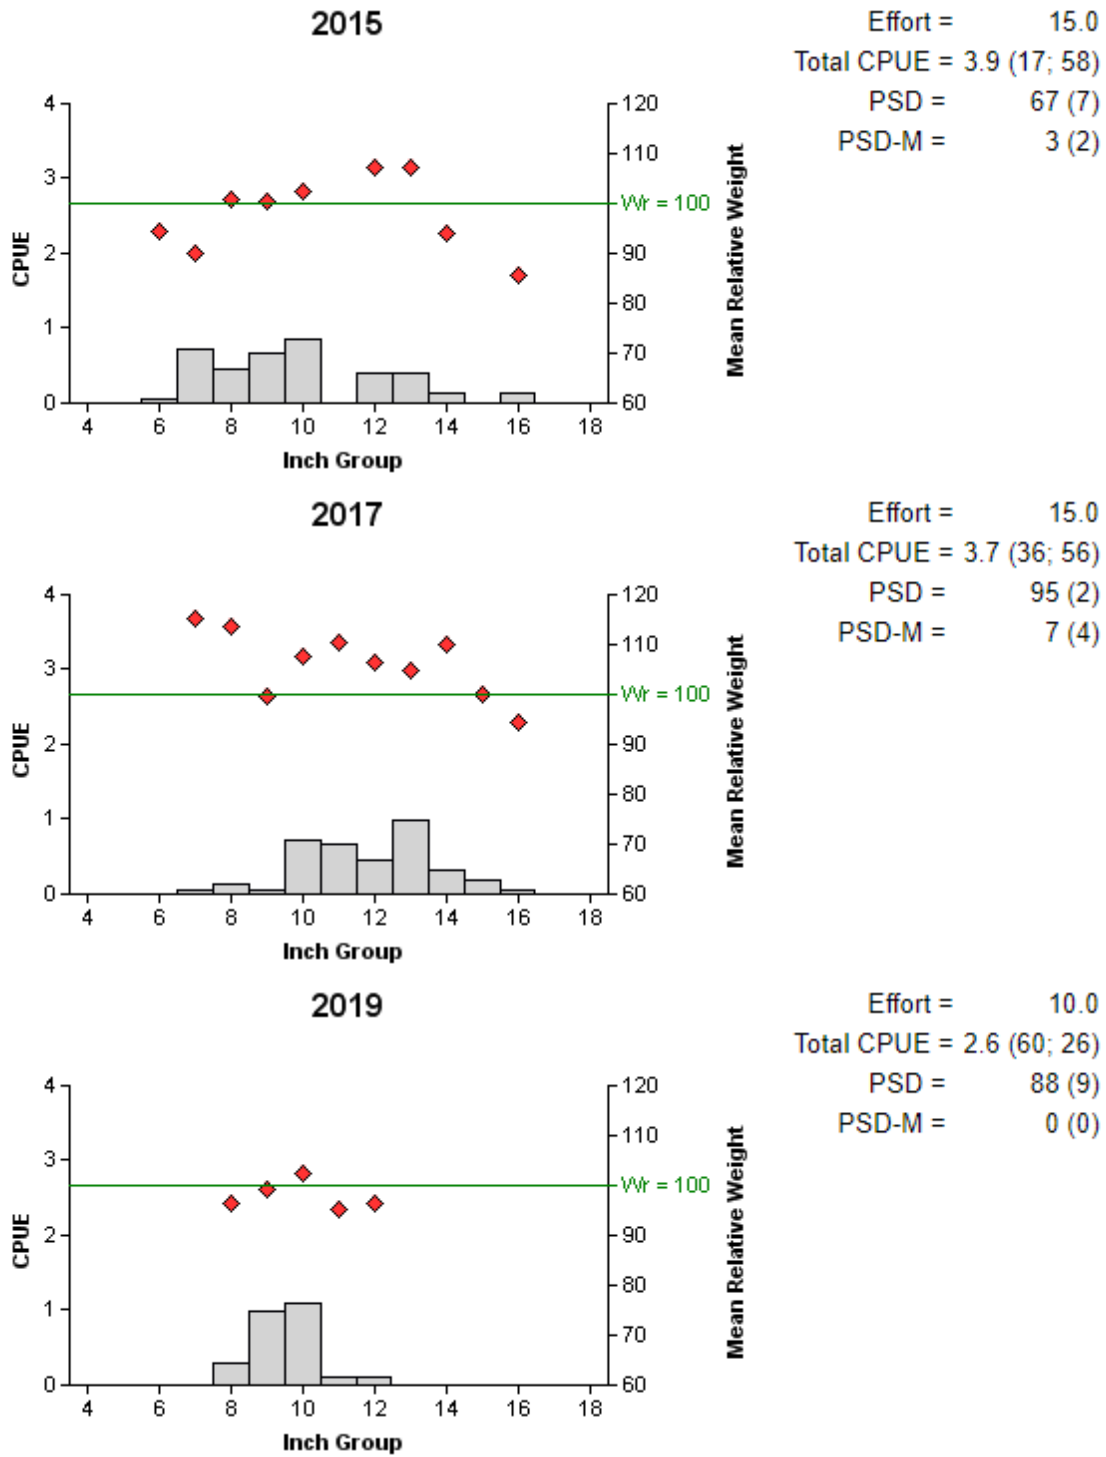 2015
Effort = 15.0
Total CPUE = 3.9 (17; 58)
PSD = 67 (7)
PSD-M = 3 (2)
4
3
2
1
0
CPUE
120
110
Wr = 100
90
80
70
60
Mean Relative Weight
4 6 8 10 12 14 16 18
Inch Group
2017
Effort = 15.0
Total CPUE = 3.7 (36; 56)
PSD = 95 (2)
PSD-M = 7 (4)
4
3
2
1
0
CPUE
120
110
Wr = 100
90
80
70
60
Mean Relative Weight
4 6 8 10 12 14 16 18
Inch Group
2019
Effort = 10.0
Total CPUE = 2.6 (60; 26)
PSD = 88 (9)
PSD-M = 0 (0)
4
3
2
1
0
CPUE
120
110
Wr = 100
90
80
70
60
Mean Relative Weight
4 6 8 10 12 14 16 18
Inch Group